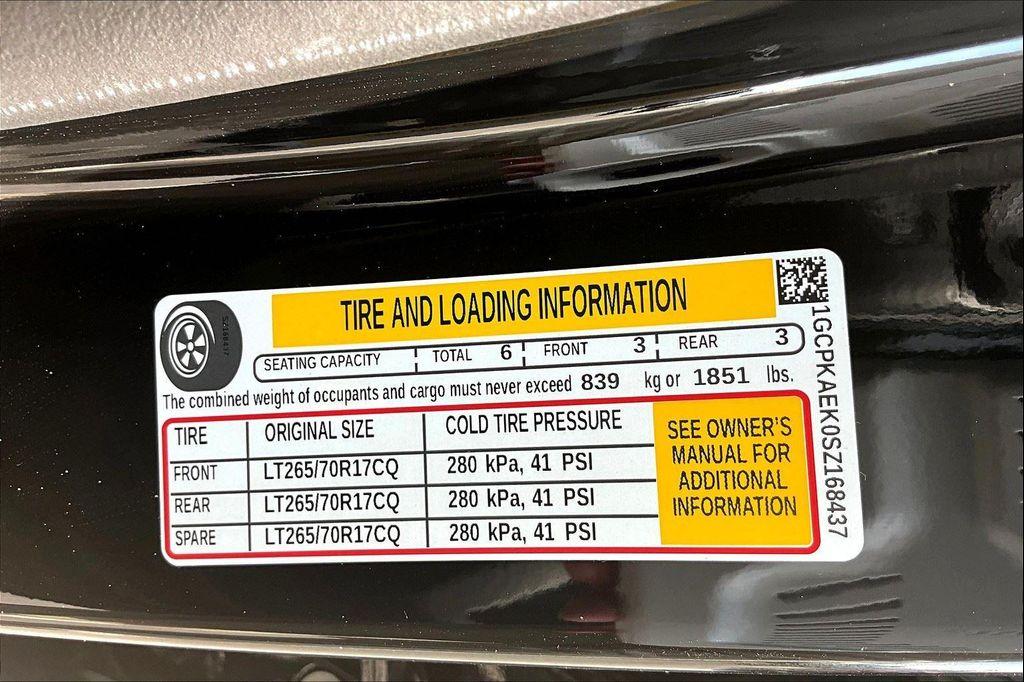 TIRE AND LOADING INFORMATION
SEATING CAPACITY TOTAL 6 FRONT 3 REAR 3
The combined weight of occupants and cargo must never exceed 839 kg or 1851 lbs.
TIRE ORIGINAL SIZE COLD TIRE PRESSURE
FRONT LT265/70R17CQ 280 kPa, 41 PSI
REAR LT265/70R17CQ 280 kPa, 41 PSI
SPARE LT265/70R17CQ 280 kPa, 41 PSI
SEE OWNER'S
MANUAL FOR
ADDITIONAL
INFORMATION
1GCPKAEK0SZ168437
SZ168437